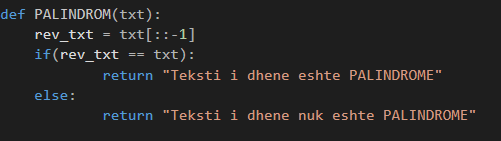 def PALINDROM(txt):
    rev_txt = txt[::-1]
    if(rev_txt == txt):
            return "Teksti i dhene eshte PALINDROME"
    else:
            return "Teksti i dhene nuk eshte PALINDROME"